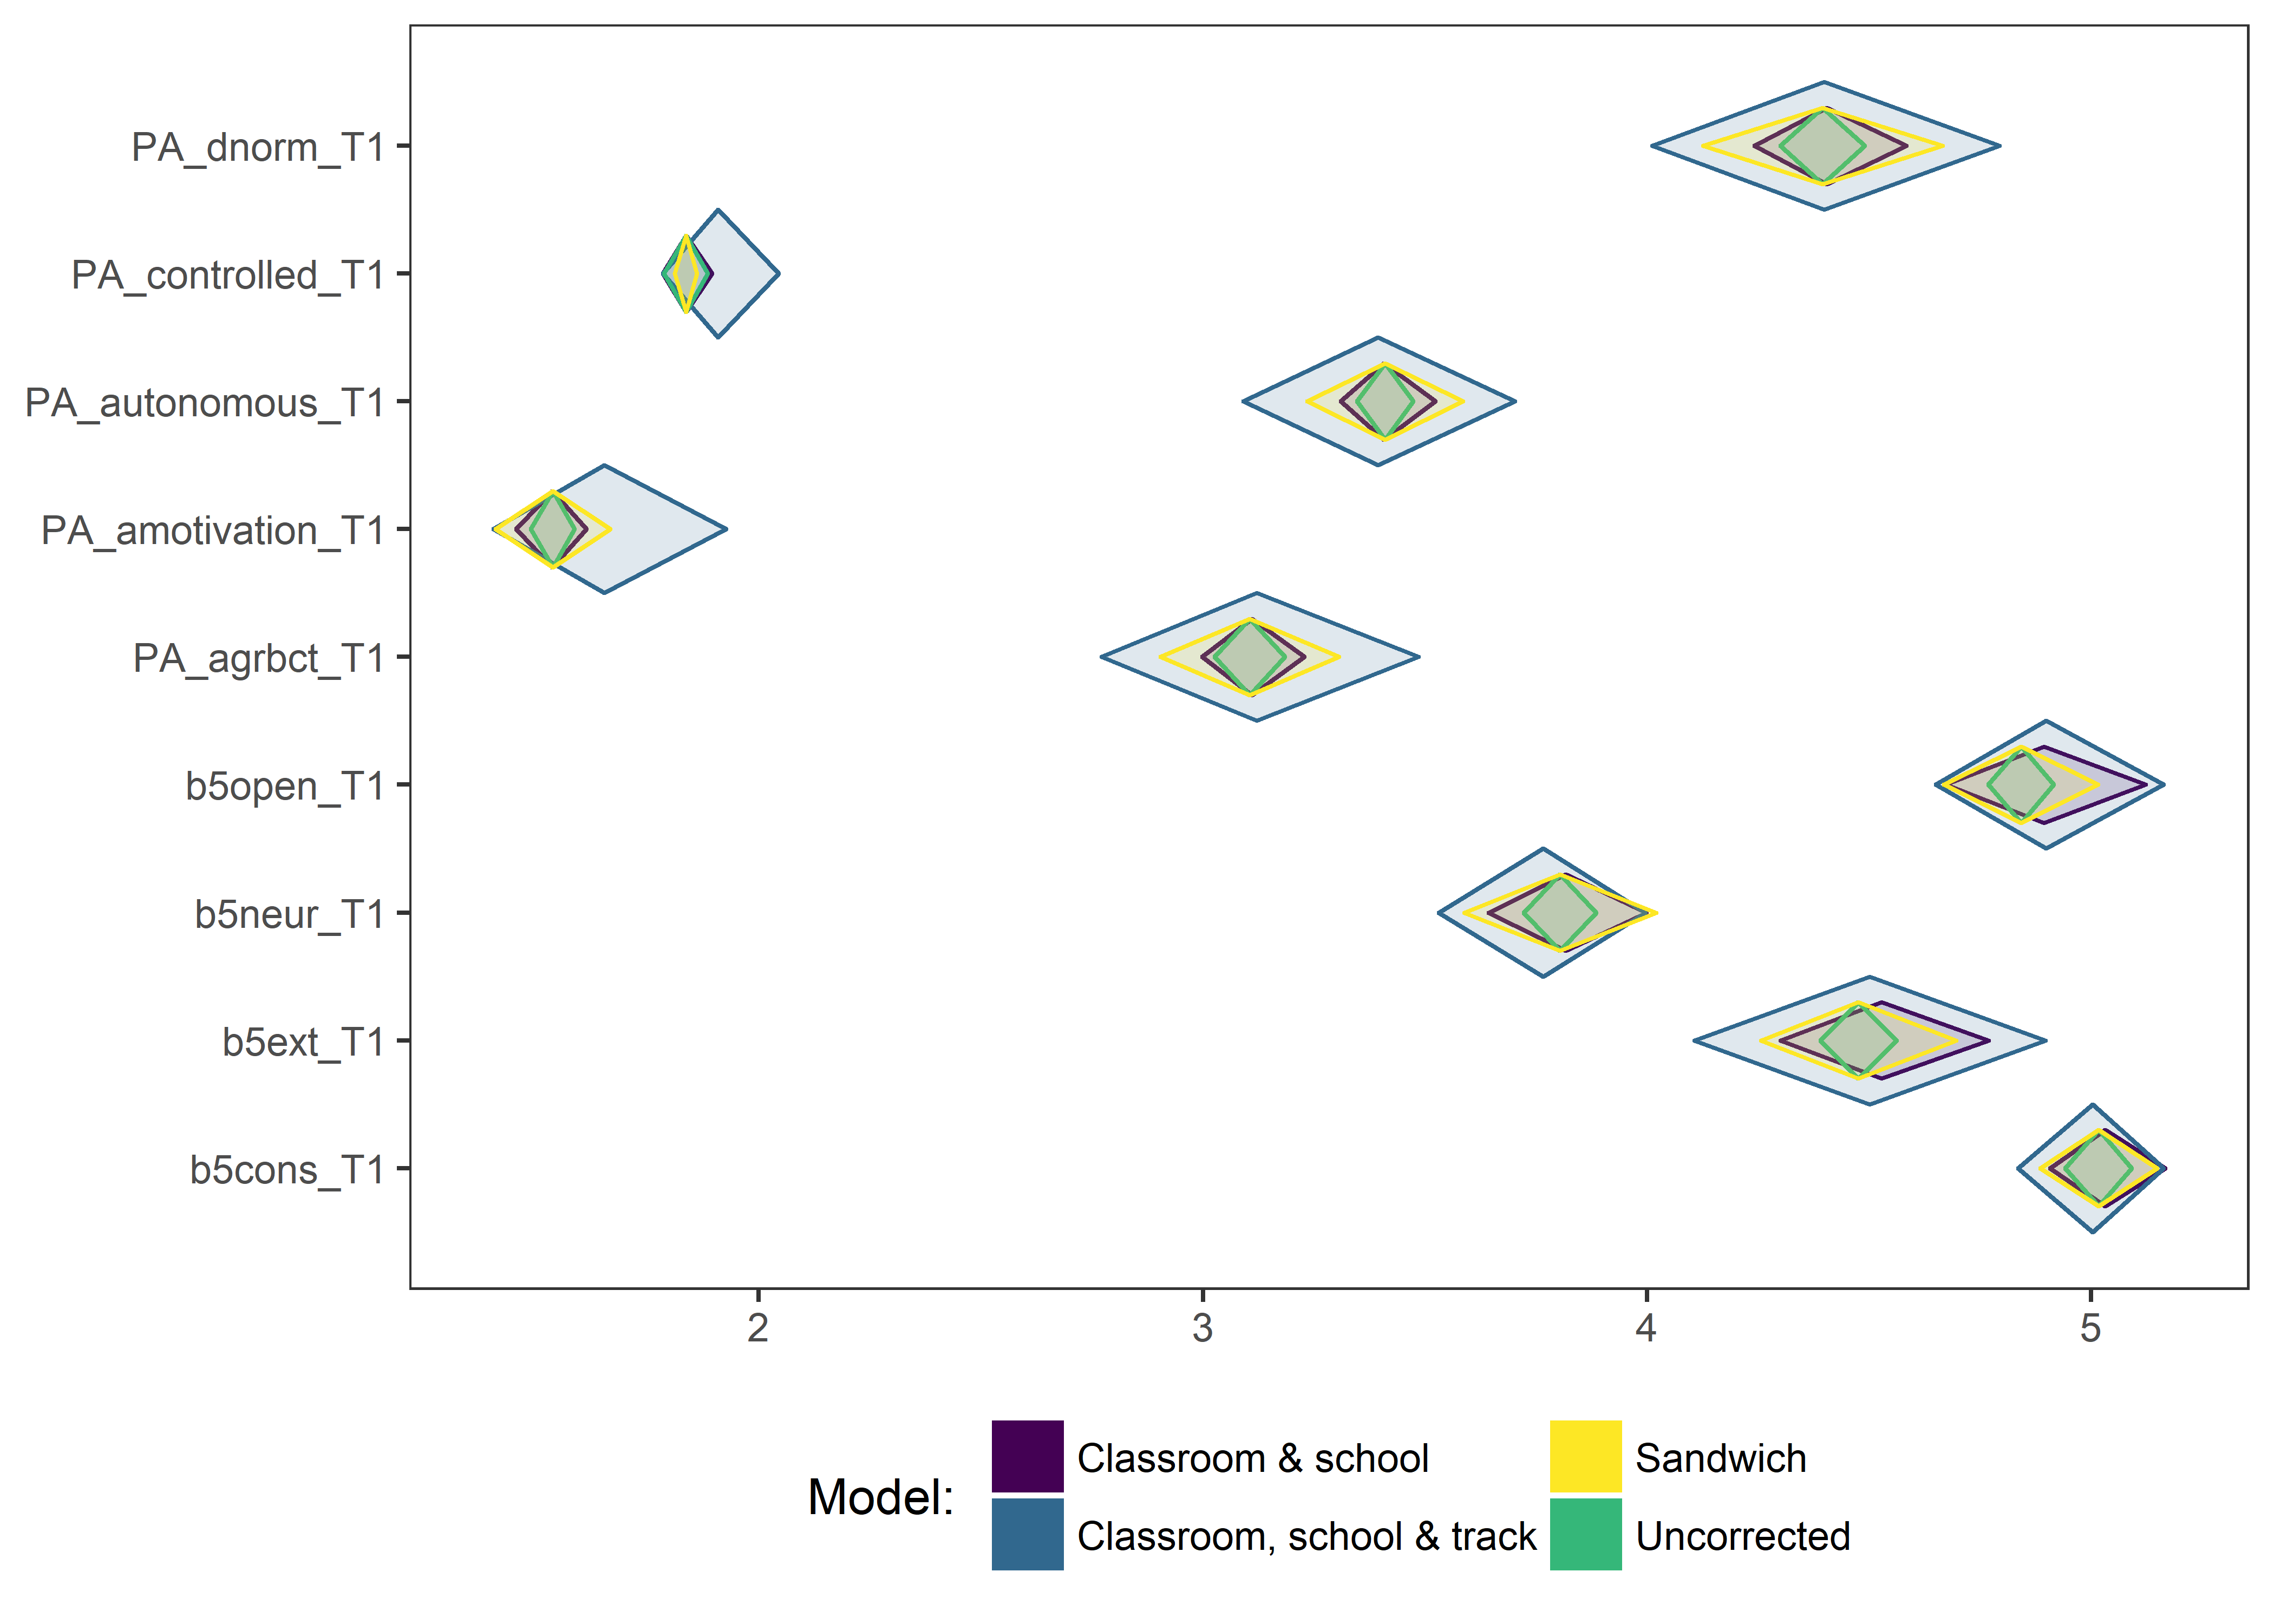 PA_dnorm_T1
PA_controlled_T1
PA_autonomous_T1
PA_amotivation_T1
PA_agrbct_T1
b5open_T1
b5neur_T1
b5ext_T1
b5cons_T1
2 3 4 5
Model:
Classroom & school
Classroom, school & track
Sandwich
Uncorrected